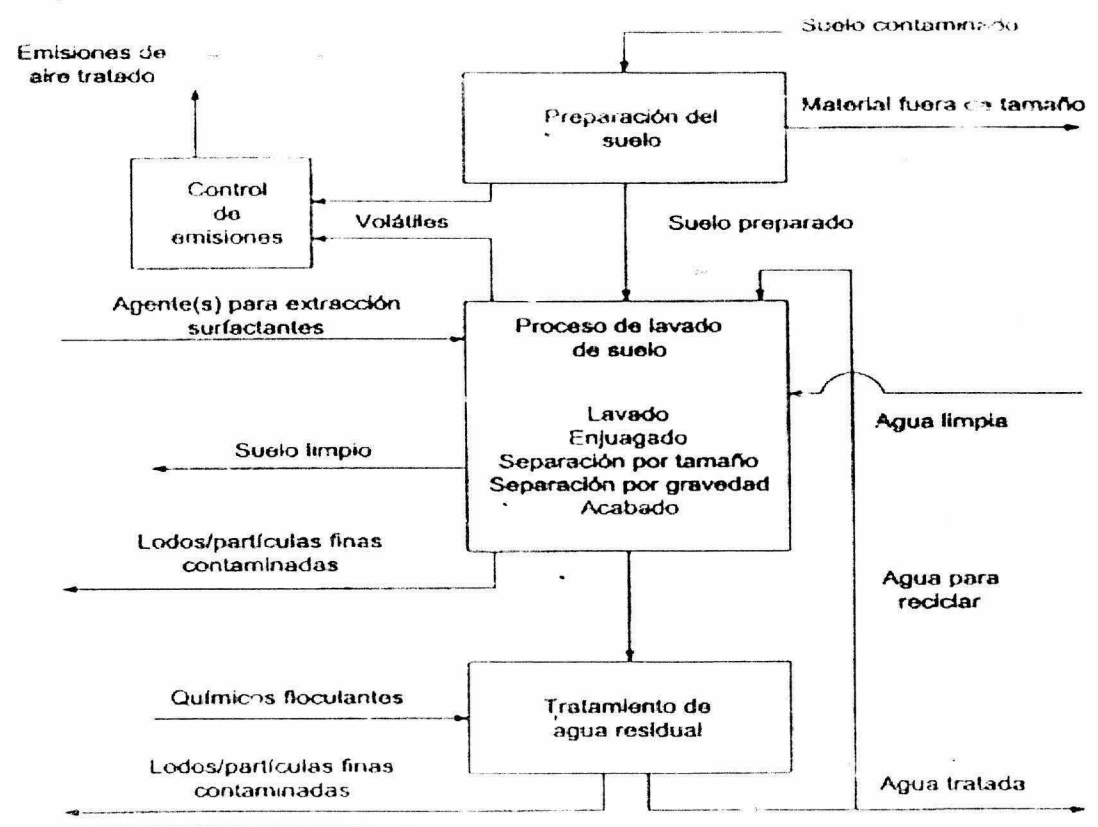 Suelo contaminado
Emisiones de
aire tratado
Preparación del
suelo
Material fuera de tamaño
Control
de
emisiones
Volátiles
Suelo preparado
Agente(s) para extracción
surfactantes
Proceso de lavado
de suelo
Lavado
Enjuagado
Separación por tamaño
Separación por gravedad
Acabado
Agua limpia
Suelo limpio
Lodos/partículas finas
contaminadas
Agua para
reciclar
Químicos floculantes
Tratamiento de
agua residual
Lodos/partículas finas
contaminadas
Agua tratada